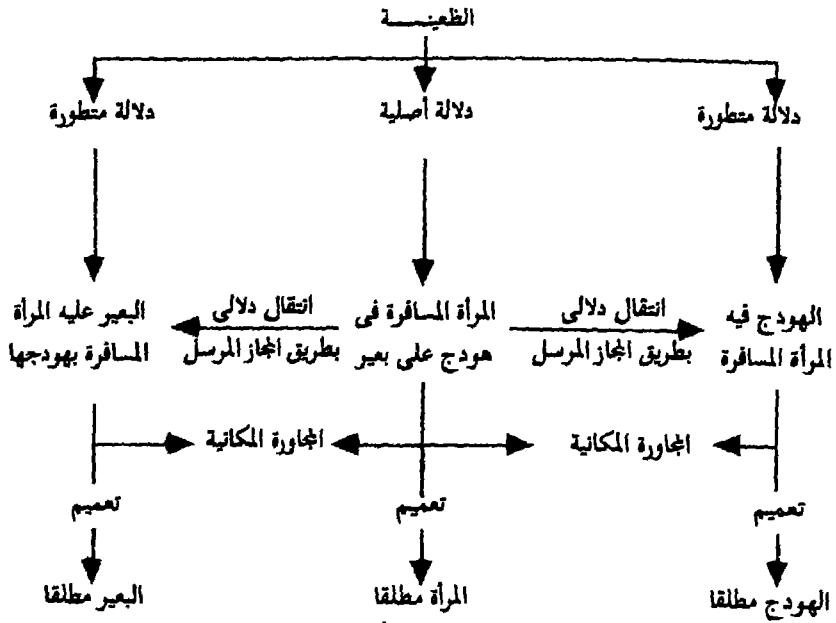 الظعينـــــة
دلالة متطورة
دلالة أصلية
دلالة متطورة
الهودج فيه
المرأة المسافرة
انتقال دلالى
بطريق المجاز المرسل
المرأة المسافرة فى
هودج على بعير
انتقال دلالى
بطريق المجاز المرسل
البعير عليه المرأة
المسافرة بهودجها
المجاورة المكانية
المجاورة المكانية
تعميم
تعميم
تعميم
الهودج مطلقا
المرأة مطلقا
البعير مطلقا